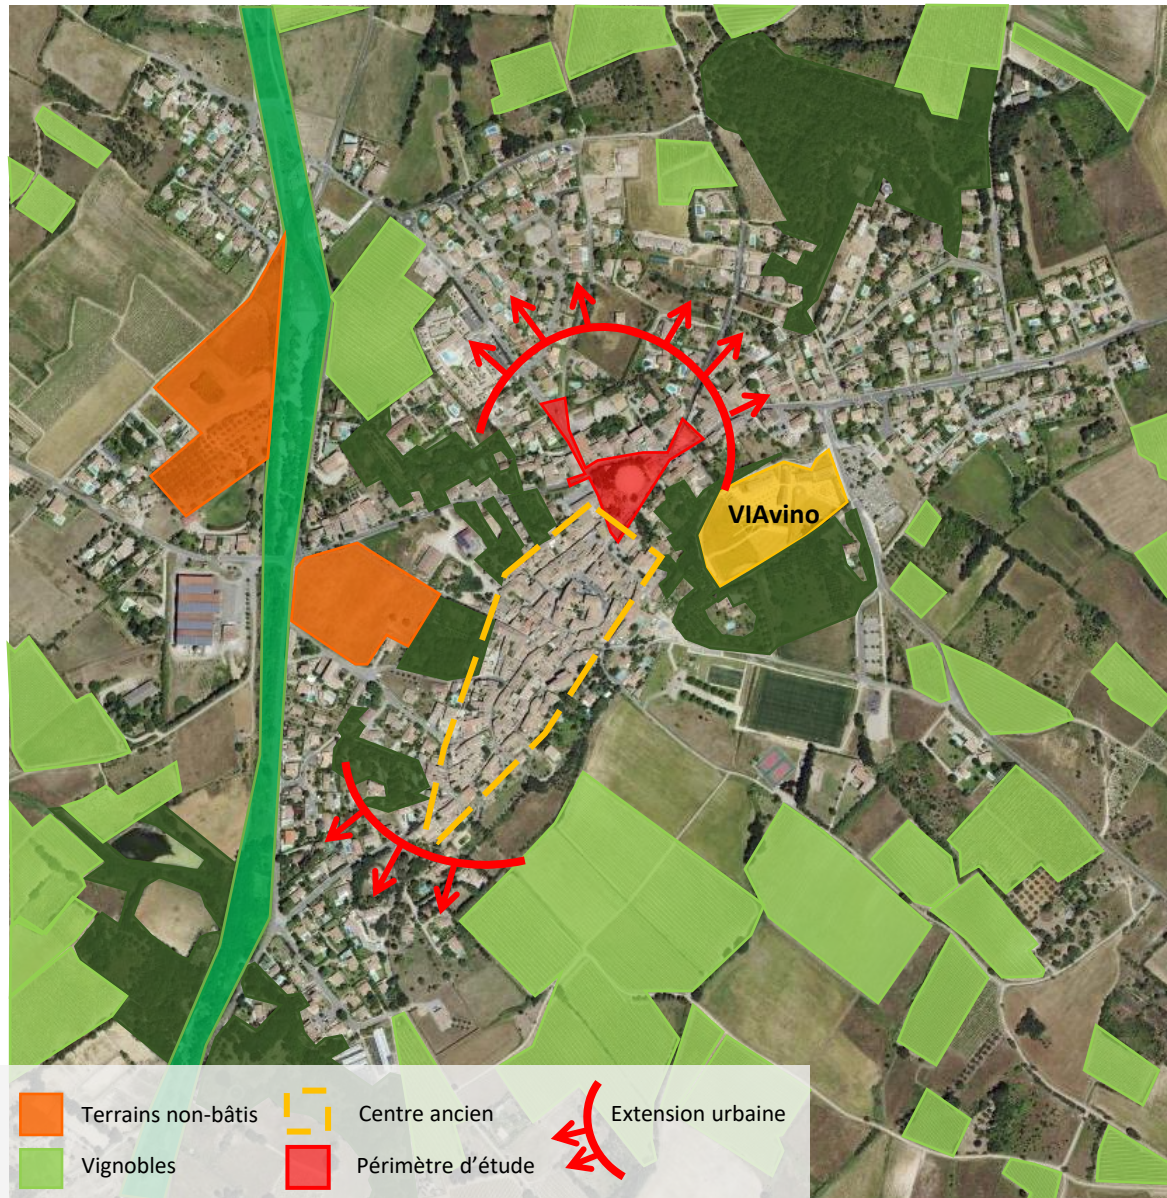 VIAvino
Terrains non-bâtis
Centre ancien
Extension urbaine
Vignobles
Périmètre d’étude